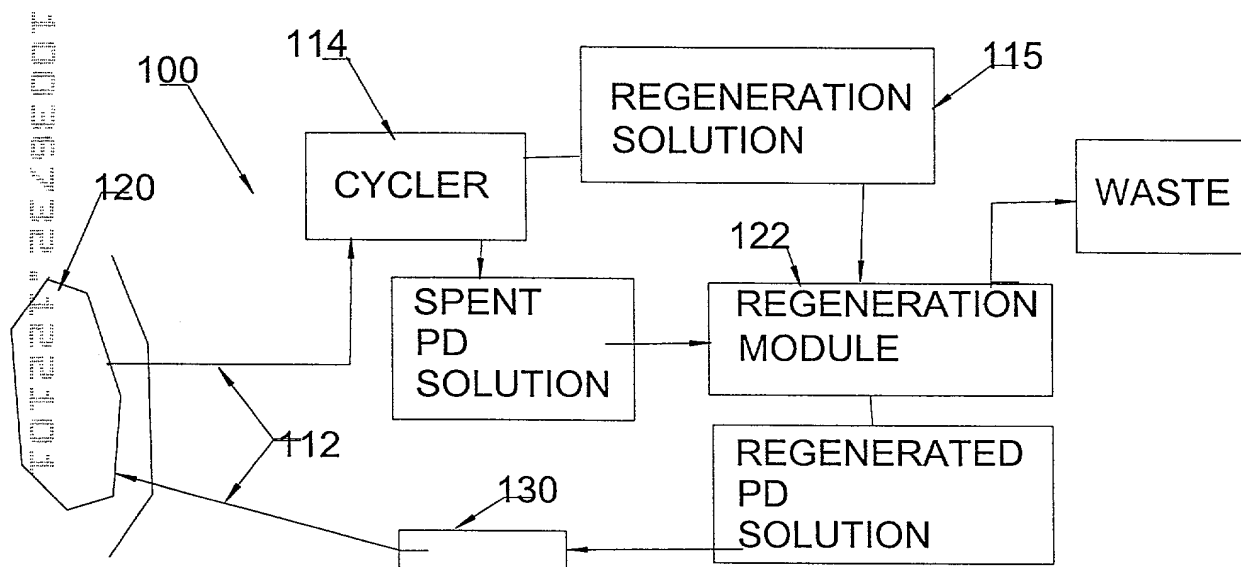 114
100
115
REGENERATION
SOLUTION
CYCLER
WASTE
120
122
SPENT
PD
SOLUTION
REGENERATION
MODULE
112
130
REGENERATED
PD
SOLUTION